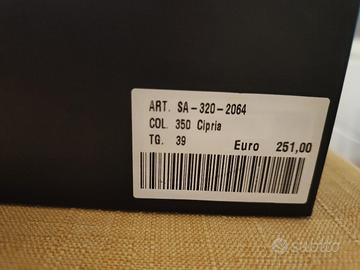 ART. SA-320-2064
COL. 350 Cipria
TG. 39 Euro 251,00
subito